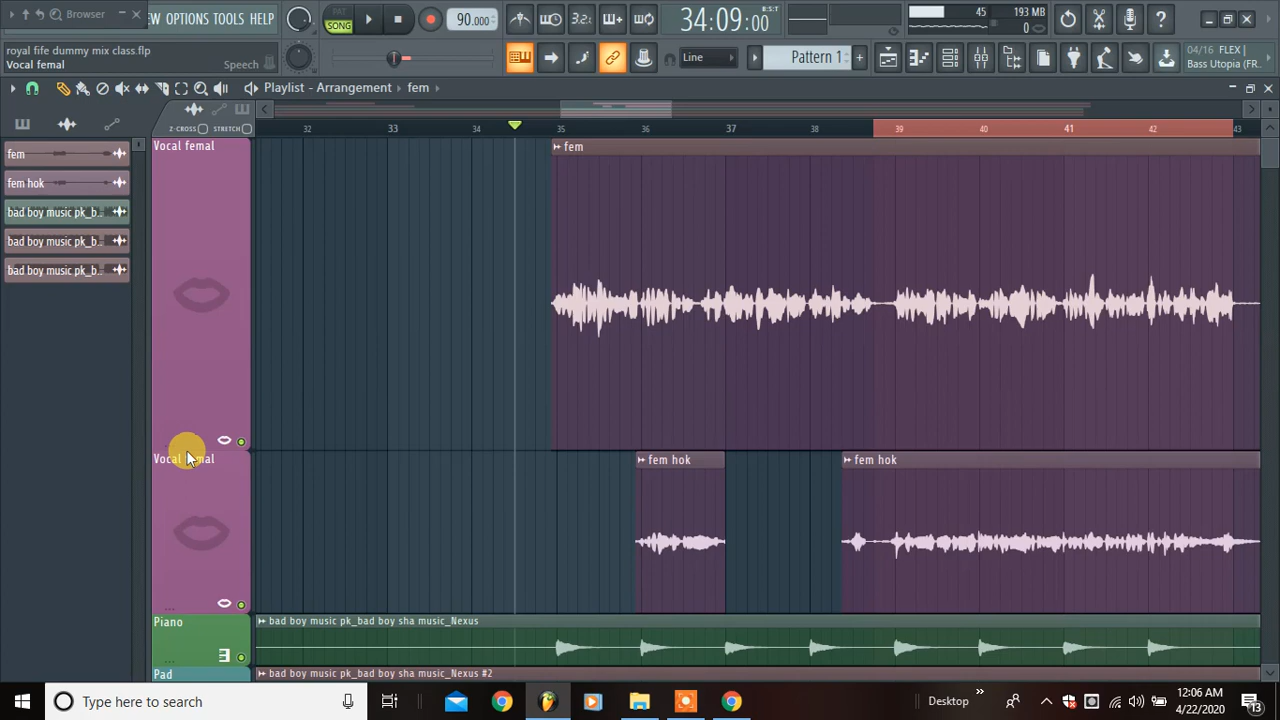 Browser
EW OPTIONS TOOLS HELP
PAT
SONG
90.000
3.2.
34:09:00
B:S:T
45
193 MB
0
royal fife dummy mix class.flp
Vocal femal
Speech
Line
Pattern 1
04/16 FLEX |
Bass Utopia (FR..
Playlist - Arrangement
fem
Z-CROSS
STRETCH
32
33
34
35
36
37
38
39
40
41
42
43
fem
fem hok
bad boy music pk_b..
bad boy music pk_b..
bad boy music pk_b..
Vocal femal
fem
Vocal femal
fem hok
fem hok
Piano
bad boy music pk_bad boy sha music_Nexus
Pad
bad boy music pk_bad boy sha music_Nexus #2
Type here to search
Desktop
12:06 AM
4/22/2020
13